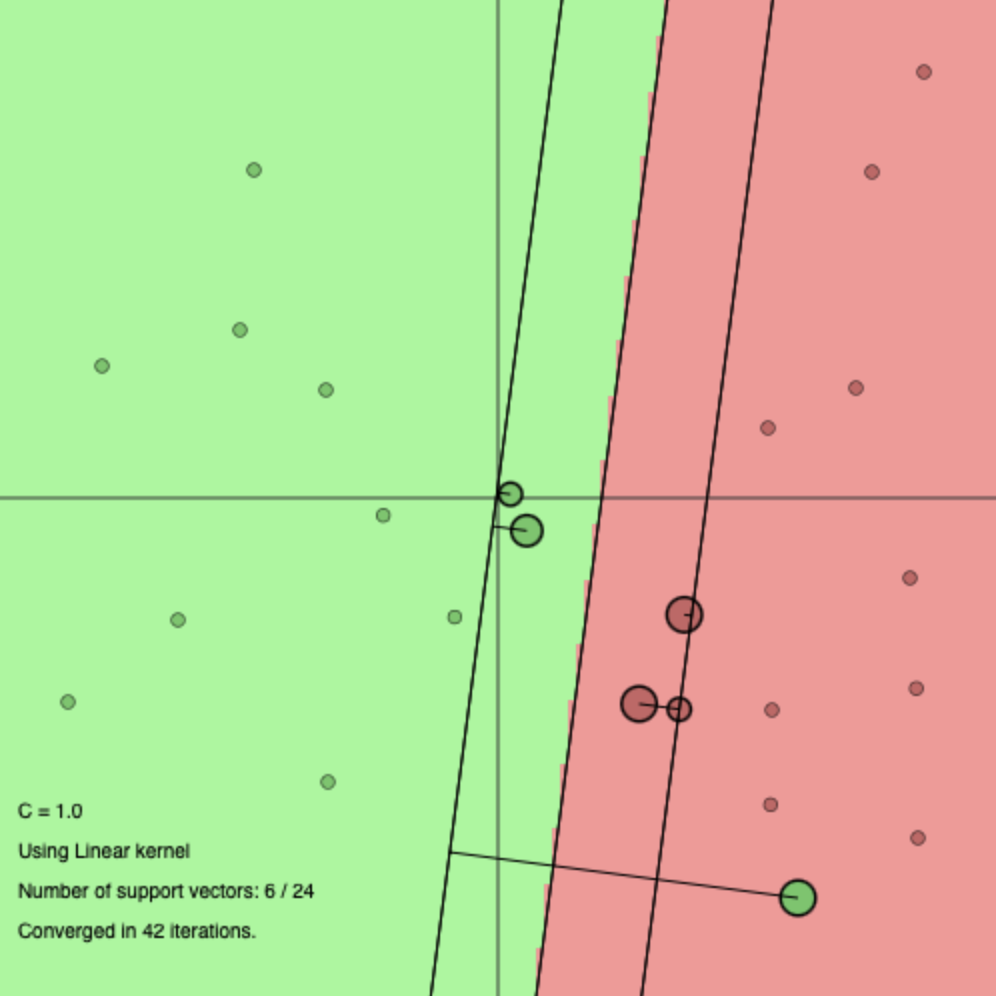 C = 1.0
Using Linear kernel
Number of support vectors: 6 / 24
Converged in 42 iterations.